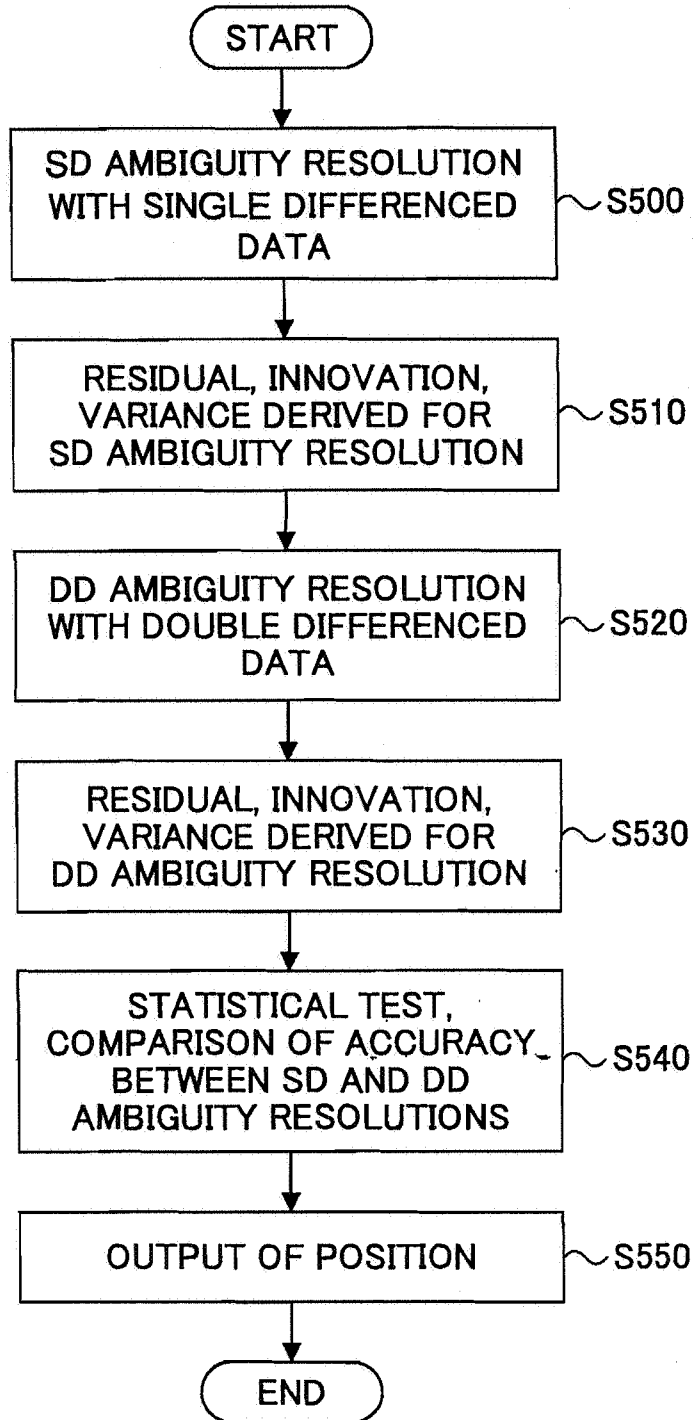 START
SD AMBIGUITY RESOLUTION
WITH SINGLE DIFFERENCED
DATA
S500
RESIDUAL, INNOVATION,
VARIANCE DERIVED FOR
SD AMBIGUITY RESOLUTION
S510
DD AMBIGUITY RESOLUTION
WITH DOUBLE DIFFERENCED
DATA
S520
RESIDUAL, INNOVATION,
VARIANCE DERIVED FOR
DD AMBIGUITY RESOLUTION
S530
STATISTICAL TEST,
COMPARISON OF ACCURACY
BETWEEN SD AND DD
AMBIGUITY RESOLUTIONS
S540
OUTPUT OF POSITION
S550
END